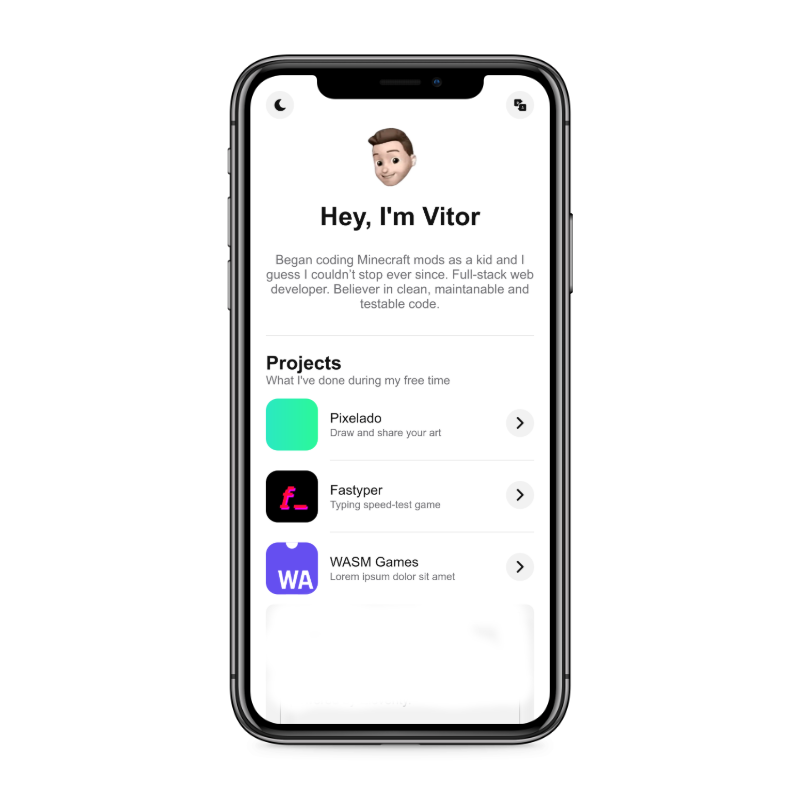 Hey, I'm Vitor
Began coding Minecraft mods as a kid and I
guess I couldn't stop ever since. Full-stack web
developer. Believer in clean, maintanable and
testable code.
Projects
What I've done during my free time
Pixelado
Draw and share your art
f_
Fastyper
Typing speed-test game
WA
WASM Games
Lorem ipsum dolor sit amet